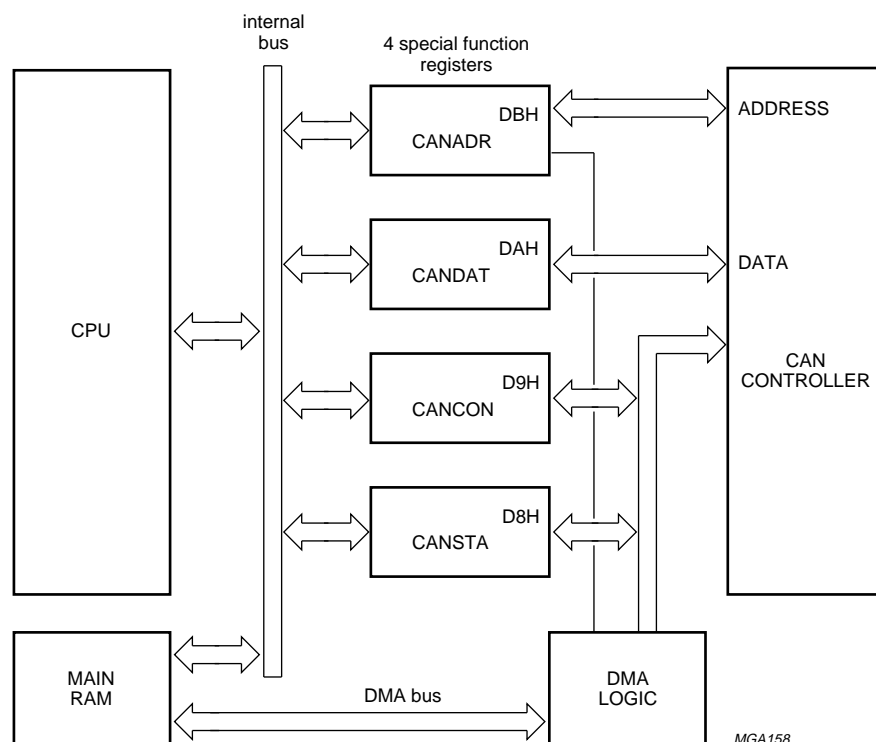 internal
bus
4 special function
registers
DBH
CANADR
ADDRESS
DAH
CANDAT
DATA
CPU
D9H
CANCON
CAN
CONTROLLER
D8H
CANSTA
MAIN
RAM
DMA bus
DMA
LOGIC
MGA158